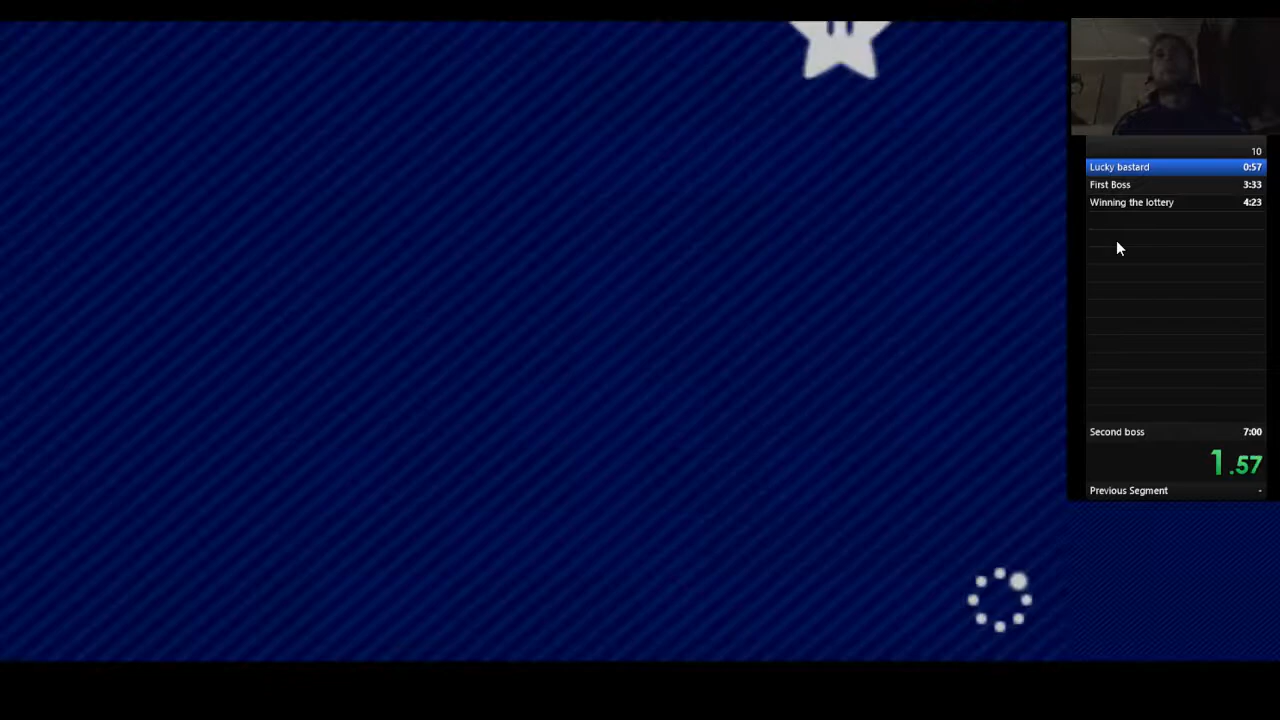 10
Lucky bastard 0:57
First Boss 3:33
Winning the lottery 4:23
Second boss 7:00
1.57
Previous Segment -